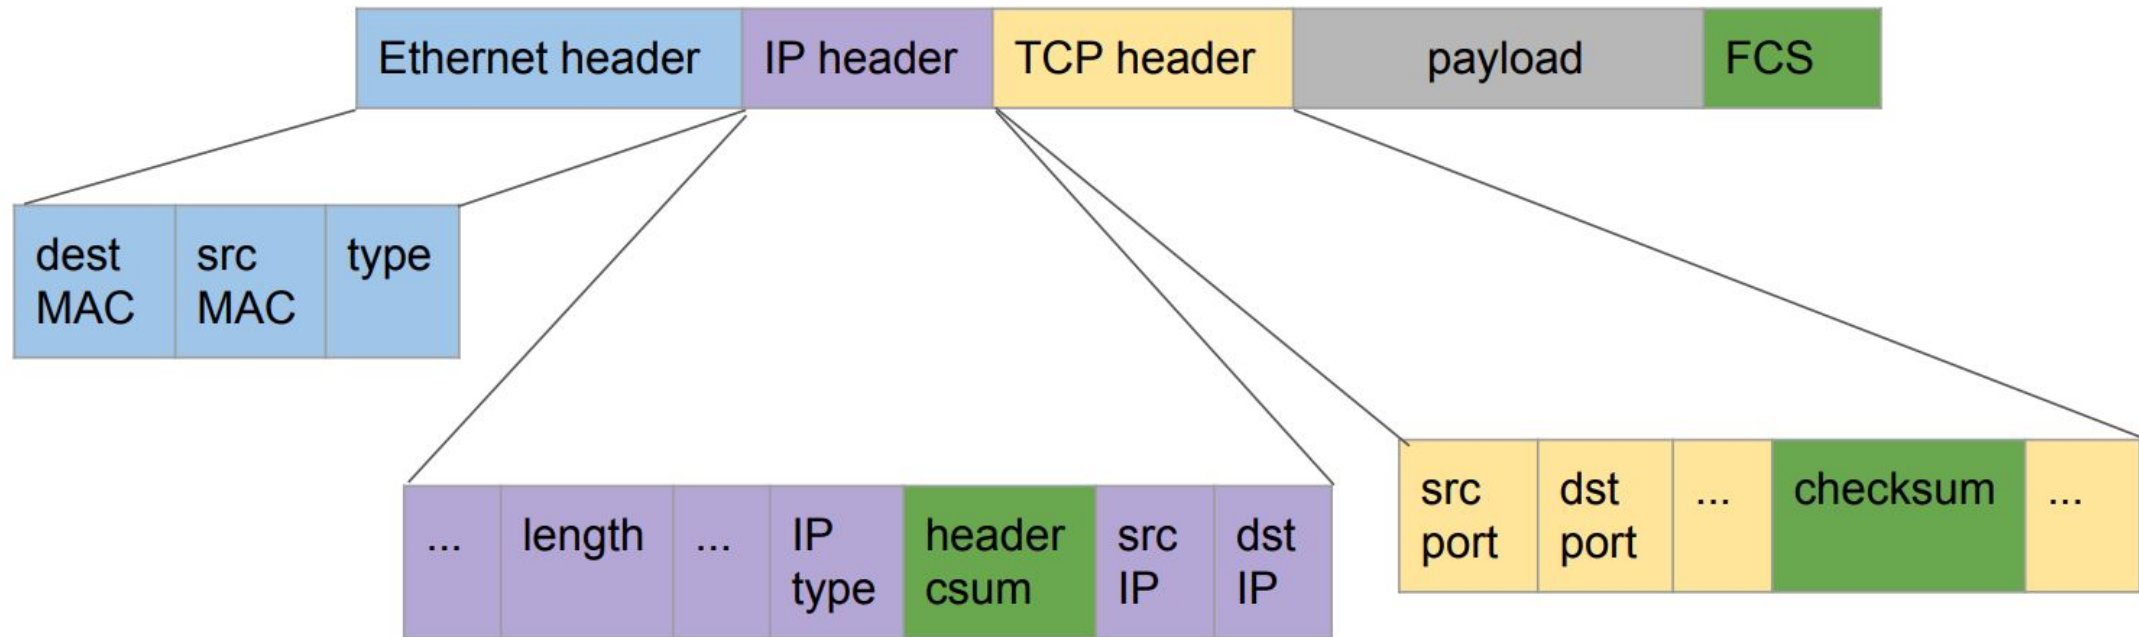 Ethernet header IP header TCP header payload FCS
dest MAC
src MAC
type
... length ... IP type header csum src IP dst IP
src port dst port ... checksum ...